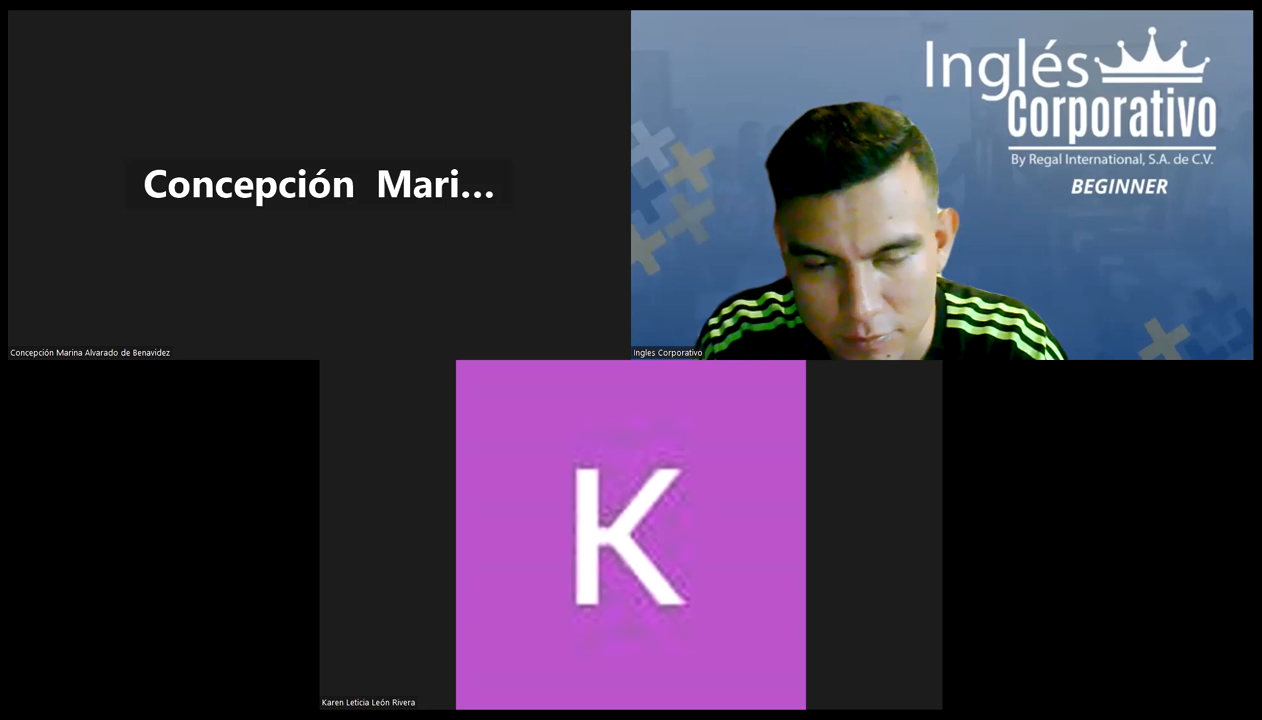 Concepción Mari...
Concepción Marina Alvarado de Benavidez
Inglés
Corporativo
By Regal International, S.A. de C.V.
BEGINNER
Ingles Corporativo
K
Karen Leticia León Rivera